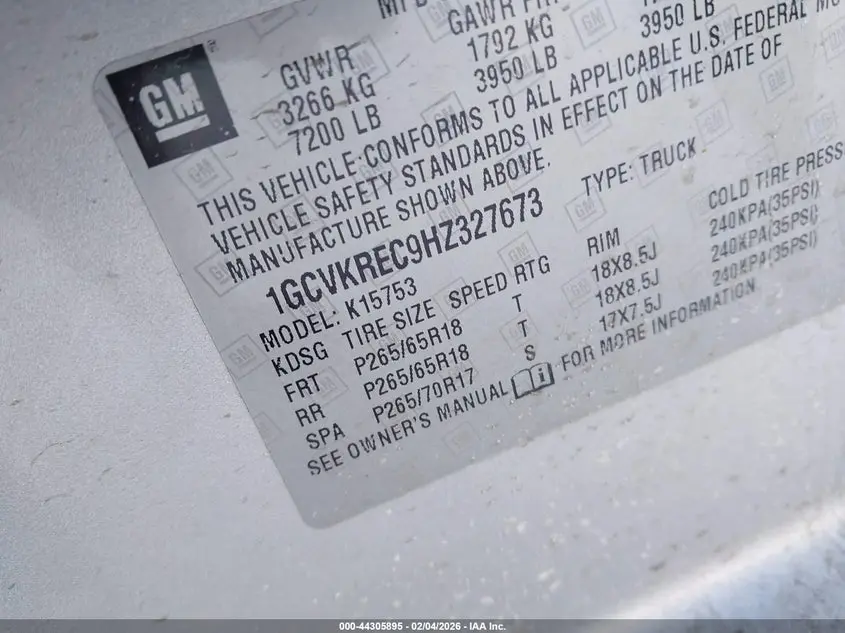 GM
GVWR
3266 KG
7200 LB
1792 KG
3950 LB
3950 LB
THIS VEHICLE CONFORMS TO ALL APPLICABLE U.S. FEDERAL
VEHICLE SAFETY STANDARDS IN EFFECT ON THE DATE OF
MANUFACTURE SHOWN ABOVE.
1GCVKREC9HZ327673 TYPE: TRUCK
MODEL: K15753
KDSG TIRE SIZE SPEED RTG RIM COLD TIRE PRESS
FRT P265/65R18 T 18X8.5J 240KPA(35PSI)
RR P265/65R18 T 18X8.5J 240KPA(35PSI)
SPA P265/70R17 S 17X7.5J 240KPA(35PSI)
SEE OWNER'S MANUAL FOR MORE INFORMATION
000-44305895 - 02/04/2026 - IAA Inc.